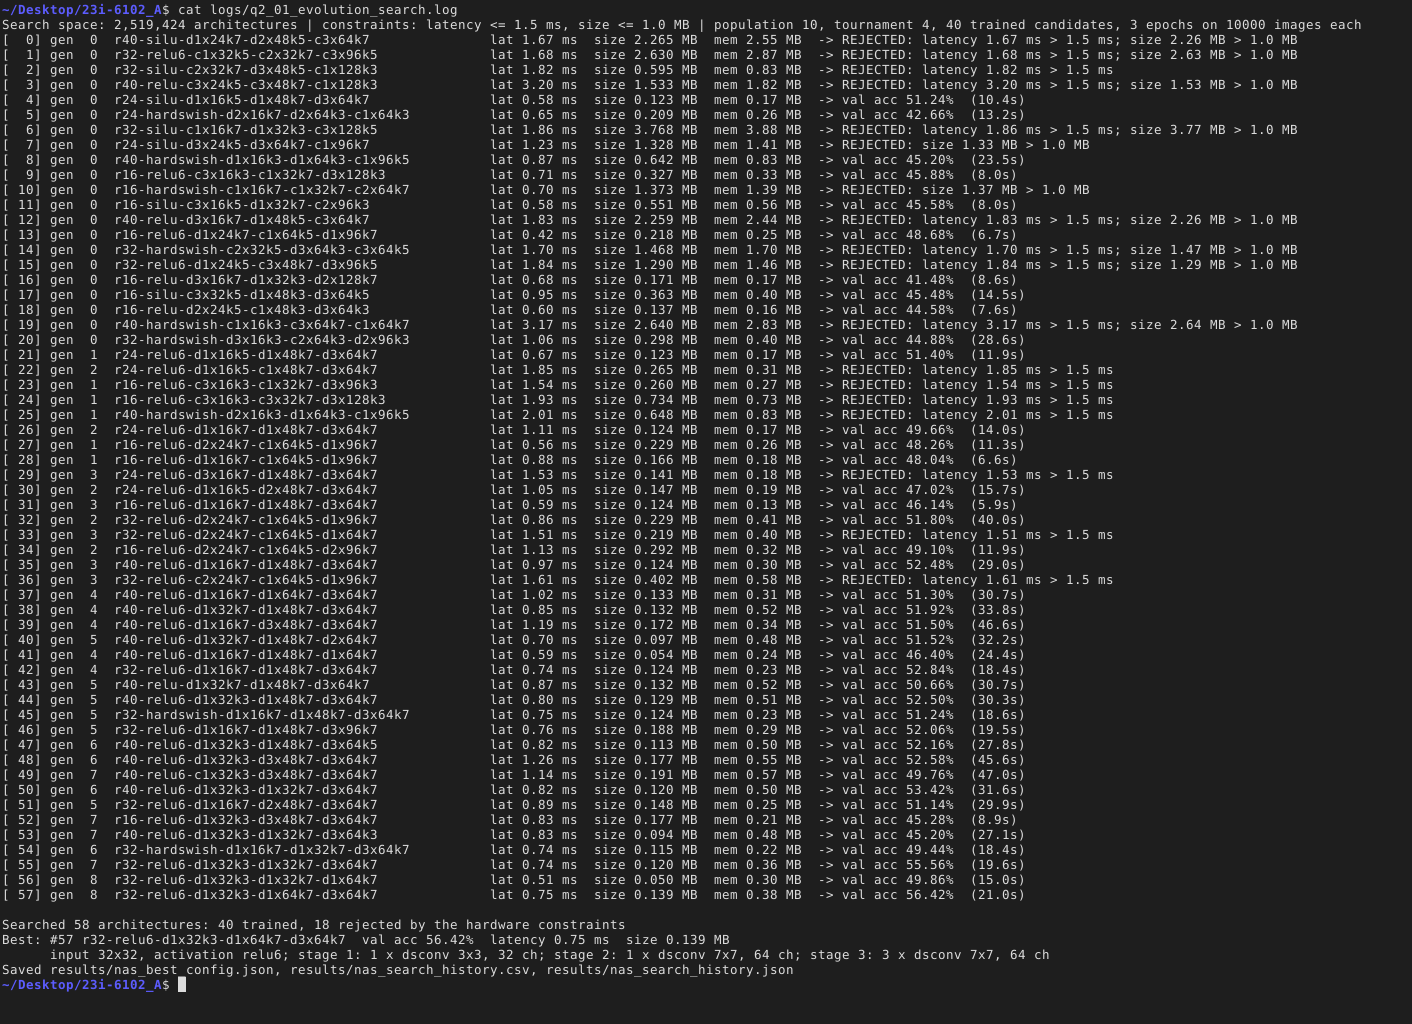 ~/Desktop/23i-6102_A$ cat logs/q2_01_evolution_search.log
Search space: 2,519,424 architectures | constraints: latency <= 1.5 ms, size <= 1.0 MB | population 10, tournament 4, 40 trained candidates, 3 epochs on 10000 images each
[  0] gen  0  r40-silu-d1x24k7-d2x48k5-c3x64k7               lat 1.67 ms  size 2.265 MB  mem 2.55 MB  -> REJECTED: latency 1.67 ms > 1.5 ms; size 2.26 MB > 1.0 MB
[  1] gen  0  r32-relu6-c1x32k5-c2x32k7-c3x96k5              lat 1.68 ms  size 2.630 MB  mem 2.87 MB  -> REJECTED: latency 1.68 ms > 1.5 ms; size 2.63 MB > 1.0 MB
[  2] gen  0  r32-silu-c2x32k7-d3x48k5-c1x128k3              lat 1.82 ms  size 0.595 MB  mem 0.83 MB  -> REJECTED: latency 1.82 ms > 1.5 ms
[  3] gen  0  r40-relu-c3x24k5-c3x48k7-c1x128k3              lat 3.20 ms  size 1.533 MB  mem 1.82 MB  -> REJECTED: latency 3.20 ms > 1.5 ms; size 1.53 MB > 1.0 MB
[  4] gen  0  r24-silu-d1x16k5-d1x48k7-d3x64k7               lat 0.58 ms  size 0.123 MB  mem 0.17 MB  -> val acc 51.24%  (10.4s)
[  5] gen  0  r24-hardswish-d2x16k7-d2x64k3-c1x64k3          lat 0.65 ms  size 0.209 MB  mem 0.26 MB  -> val acc 42.66%  (13.2s)
[  6] gen  0  r32-silu-c1x16k7-d1x32k3-c3x128k5              lat 1.86 ms  size 3.768 MB  mem 3.88 MB  -> REJECTED: latency 1.86 ms > 1.5 ms; size 3.77 MB > 1.0 MB
[  7] gen  0  r24-silu-d3x24k5-d3x64k7-c1x96k7               lat 1.23 ms  size 1.328 MB  mem 1.41 MB  -> REJECTED: size 1.33 MB > 1.0 MB
[  8] gen  0  r40-hardswish-d1x16k3-d1x64k3-c1x96k5          lat 0.87 ms  size 0.642 MB  mem 0.83 MB  -> val acc 45.20%  (23.5s)
[  9] gen  0  r16-relu6-c3x16k3-c1x32k7-d3x128k3             lat 0.71 ms  size 0.327 MB  mem 0.33 MB  -> val acc 45.88%  (8.0s)
[ 10] gen  0  r16-hardswish-c1x16k7-c1x32k7-c2x64k7          lat 0.70 ms  size 1.373 MB  mem 1.39 MB  -> REJECTED: size 1.37 MB > 1.0 MB
[ 11] gen  0  r16-silu-c3x16k5-d1x32k7-c2x96k3               lat 0.58 ms  size 0.551 MB  mem 0.56 MB  -> val acc 45.58%  (8.0s)
[ 12] gen  0  r40-relu-d3x16k7-d3x48k5-c3x64k7               lat 1.83 ms  size 2.259 MB  mem 2.44 MB  -> REJECTED: latency 1.83 ms > 1.5 ms; size 2.26 MB > 1.0 MB
[ 13] gen  0  r16-relu6-d1x24k7-c1x64k5-d1x96k7              lat 0.42 ms  size 0.218 MB  mem 0.25 MB  -> val acc 48.68%  (6.7s)
[ 14] gen  0  r32-hardswish-c2x32k5-d3x64k3-c3x64k5          lat 1.70 ms  size 1.468 MB  mem 1.70 MB  -> REJECTED: latency 1.70 ms > 1.5 ms; size 1.47 MB > 1.0 MB
[ 15] gen  0  r32-relu6-d1x24k5-c3x48k7-d3x96k5              lat 1.84 ms  size 1.290 MB  mem 1.46 MB  -> REJECTED: latency 1.84 ms > 1.5 ms; size 1.29 MB > 1.0 MB
[ 16] gen  0  r16-relu-d3x16k7-d1x32k3-d2x128k7              lat 0.68 ms  size 0.171 MB  mem 0.17 MB  -> val acc 41.48%  (8.6s)
[ 17] gen  0  r16-silu-c3x32k5-d1x48k3-d3x64k5               lat 0.95 ms  size 0.363 MB  mem 0.40 MB  -> val acc 45.48%  (14.5s)
[ 18] gen  0  r16-relu-d2x24k5-c1x48k3-d3x64k3               lat 0.60 ms  size 0.137 MB  mem 0.16 MB  -> val acc 44.58%  (7.6s)
[ 19] gen  0  r40-hardswish-c1x16k3-c3x64k7-c1x64k7          lat 3.17 ms  size 2.640 MB  mem 2.83 MB  -> REJECTED: latency 3.17 ms > 1.5 ms; size 2.64 MB > 1.0 MB
[ 20] gen  0  r32-hardswish-d3x16k3-c2x64k3-d2x96k3          lat 1.06 ms  size 0.298 MB  mem 0.40 MB  -> val acc 44.88%  (28.6s)
[ 21] gen  1  r24-relu6-d1x16k5-d1x48k7-d3x64k7              lat 0.67 ms  size 0.123 MB  mem 0.17 MB  -> val acc 51.40%  (11.9s)
[ 22] gen  2  r24-relu6-d1x16k5-c1x48k7-d3x64k7              lat 1.85 ms  size 0.265 MB  mem 0.31 MB  -> REJECTED: latency 1.85 ms > 1.5 ms
[ 23] gen  1  r16-relu6-c3x16k3-c1x32k7-d3x96k3              lat 1.54 ms  size 0.260 MB  mem 0.27 MB  -> REJECTED: latency 1.54 ms > 1.5 ms
[ 24] gen  1  r16-relu6-c3x16k3-c3x32k7-d3x128k3             lat 1.93 ms  size 0.734 MB  mem 0.73 MB  -> REJECTED: latency 1.93 ms > 1.5 ms
[ 25] gen  1  r40-hardswish-d2x16k3-d1x64k3-c1x96k5          lat 2.01 ms  size 0.648 MB  mem 0.83 MB  -> REJECTED: latency 2.01 ms > 1.5 ms
[ 26] gen  2  r24-relu6-d1x16k7-d1x48k7-d3x64k7              lat 1.11 ms  size 0.124 MB  mem 0.17 MB  -> val acc 49.66%  (14.0s)
[ 27] gen  1  r16-relu6-d2x24k7-c1x64k5-d1x96k7              lat 0.56 ms  size 0.229 MB  mem 0.26 MB  -> val acc 48.26%  (11.3s)
[ 28] gen  1  r16-relu6-d1x24k7-c1x48k5-d1x96k7              lat 0.88 ms  size 0.166 MB  mem 0.18 MB  -> val acc 48.04%  (6.6s)
[ 29] gen  3  r24-relu6-d3x16k7-d1x48k7-d3x64k7              lat 1.53 ms  size 0.141 MB  mem 0.18 MB  -> REJECTED: latency 1.53 ms > 1.5 ms
[ 30] gen  2  r24-relu6-d1x16k5-d2x48k7-d3x64k7              lat 1.05 ms  size 0.147 MB  mem 0.19 MB  -> val acc 47.02%  (15.7s)
[ 31] gen  3  r16-relu6-d1x16k7-d1x48k7-d3x64k7              lat 0.59 ms  size 0.124 MB  mem 0.13 MB  -> val acc 46.14%  (5.9s)
[ 32] gen  2  r32-relu6-d2x24k7-c1x64k5-d1x96k7              lat 0.86 ms  size 0.229 MB  mem 0.41 MB  -> val acc 51.80%  (40.0s)
[ 33] gen  3  r32-relu6-d2x24k7-c1x64k5-d1x64k7              lat 1.51 ms  size 0.219 MB  mem 0.40 MB  -> REJECTED: latency 1.51 ms > 1.5 ms
[ 34] gen  2  r16-relu6-d2x24k7-c1x64k5-d2x96k7              lat 1.13 ms  size 0.292 MB  mem 0.32 MB  -> val acc 49.10%  (11.9s)
[ 35] gen  3  r40-relu6-d1x16k7-d1x48k7-d3x64k7              lat 0.97 ms  size 0.124 MB  mem 0.30 MB  -> val acc 52.48%  (29.0s)
[ 36] gen  3  r32-relu6-c2x24k7-c1x64k5-d1x96k7              lat 1.61 ms  size 0.402 MB  mem 0.58 MB  -> REJECTED: latency 1.61 ms > 1.5 ms
[ 37] gen  4  r40-relu6-d1x16k7-d1x64k7-d3x64k7              lat 1.02 ms  size 0.133 MB  mem 0.31 MB  -> val acc 51.30%  (30.7s)
[ 38] gen  4  r40-relu6-d1x32k7-d1x48k7-d3x64k7              lat 0.85 ms  size 0.132 MB  mem 0.52 MB  -> val acc 51.92%  (33.8s)
[ 39] gen  4  r40-relu6-d1x16k7-d3x48k7-d3x64k7              lat 1.19 ms  size 0.172 MB  mem 0.34 MB  -> val acc 51.50%  (46.6s)
[ 40] gen  5  r40-relu6-d1x32k7-d1x48k7-d2x64k7              lat 0.70 ms  size 0.097 MB  mem 0.48 MB  -> val acc 51.52%  (32.2s)
[ 41] gen  4  r40-relu6-d1x16k7-d1x48k7-d1x64k7              lat 0.59 ms  size 0.054 MB  mem 0.24 MB  -> val acc 46.40%  (24.4s)
[ 42] gen  4  r32-relu6-d1x16k7-d1x48k7-d3x64k7              lat 0.74 ms  size 0.124 MB  mem 0.23 MB  -> val acc 52.84%  (18.4s)
[ 43] gen  5  r40-relu-d1x32k7-d1x48k7-d3x64k7               lat 0.87 ms  size 0.132 MB  mem 0.52 MB  -> val acc 50.66%  (30.7s)
[ 44] gen  5  r40-relu6-d1x32k3-d1x48k7-d3x64k7              lat 0.80 ms  size 0.129 MB  mem 0.51 MB  -> val acc 52.50%  (30.3s)
[ 45] gen  5  r32-hardswish-d1x16k7-d1x48k7-d3x64k7          lat 0.75 ms  size 0.124 MB  mem 0.23 MB  -> val acc 51.24%  (18.6s)
[ 46] gen  5  r32-relu6-d1x16k7-d1x48k7-d3x96k7              lat 0.76 ms  size 0.188 MB  mem 0.29 MB  -> val acc 52.06%  (19.5s)
[ 47] gen  6  r40-relu6-d1x32k3-d1x48k7-d3x64k5              lat 0.82 ms  size 0.113 MB  mem 0.50 MB  -> val acc 52.16%  (27.8s)
[ 48] gen  6  r40-relu6-d1x32k3-d3x48k7-d3x64k7              lat 1.26 ms  size 0.177 MB  mem 0.55 MB  -> val acc 52.58%  (45.6s)
[ 49] gen  7  r40-relu6-c1x32k3-d3x48k7-d3x64k7              lat 1.14 ms  size 0.191 MB  mem 0.57 MB  -> val acc 49.76%  (47.0s)
[ 50] gen  6  r40-relu6-d1x32k3-d1x32k7-d3x64k7              lat 0.82 ms  size 0.120 MB  mem 0.50 MB  -> val acc 53.42%  (31.6s)
[ 51] gen  5  r32-relu6-d1x16k7-d2x48k7-d3x64k7              lat 0.89 ms  size 0.148 MB  mem 0.25 MB  -> val acc 51.14%  (29.9s)
[ 52] gen  7  r16-relu6-d1x32k3-d3x48k7-d3x64k7              lat 0.83 ms  size 0.177 MB  mem 0.21 MB  -> val acc 45.28%  (8.9s)
[ 53] gen  7  r40-relu6-d1x32k3-d1x32k7-d3x64k3              lat 0.83 ms  size 0.094 MB  mem 0.48 MB  -> val acc 45.20%  (27.1s)
[ 54] gen  6  r32-hardswish-d1x16k7-d1x32k7-d3x64k7          lat 0.74 ms  size 0.115 MB  mem 0.22 MB  -> val acc 49.44%  (18.4s)
[ 55] gen  7  r32-relu6-d1x32k3-d1x32k7-d3x64k7              lat 0.74 ms  size 0.120 MB  mem 0.36 MB  -> val acc 55.56%  (19.6s)
[ 56] gen  8  r32-relu6-d1x32k3-d1x32k7-d1x64k7              lat 0.51 ms  size 0.050 MB  mem 0.30 MB  -> val acc 49.86%  (15.0s)
[ 57] gen  8  r32-relu6-d1x32k3-d1x64k7-d3x64k7              lat 0.75 ms  size 0.139 MB  mem 0.38 MB  -> val acc 56.42%  (21.0s)
Searched 58 architectures: 40 trained, 18 rejected by the hardware constraints
Best: #57 r32-relu6-d1x32k3-d1x64k7-d3x64k7  val acc 56.42%  latency 0.75 ms  size 0.139 MB
input 32x32, activation relu6; stage 1: 1 x dsconv 3x3, 32 ch; stage 2: 1 x dsconv 7x7, 64 ch; stage 3: 3 x dsconv 7x7, 64 ch
Saved results/nas_best_config.json, results/nas_search_history.csv, results/nas_search_history.json
~/Desktop/23i-6102_A$